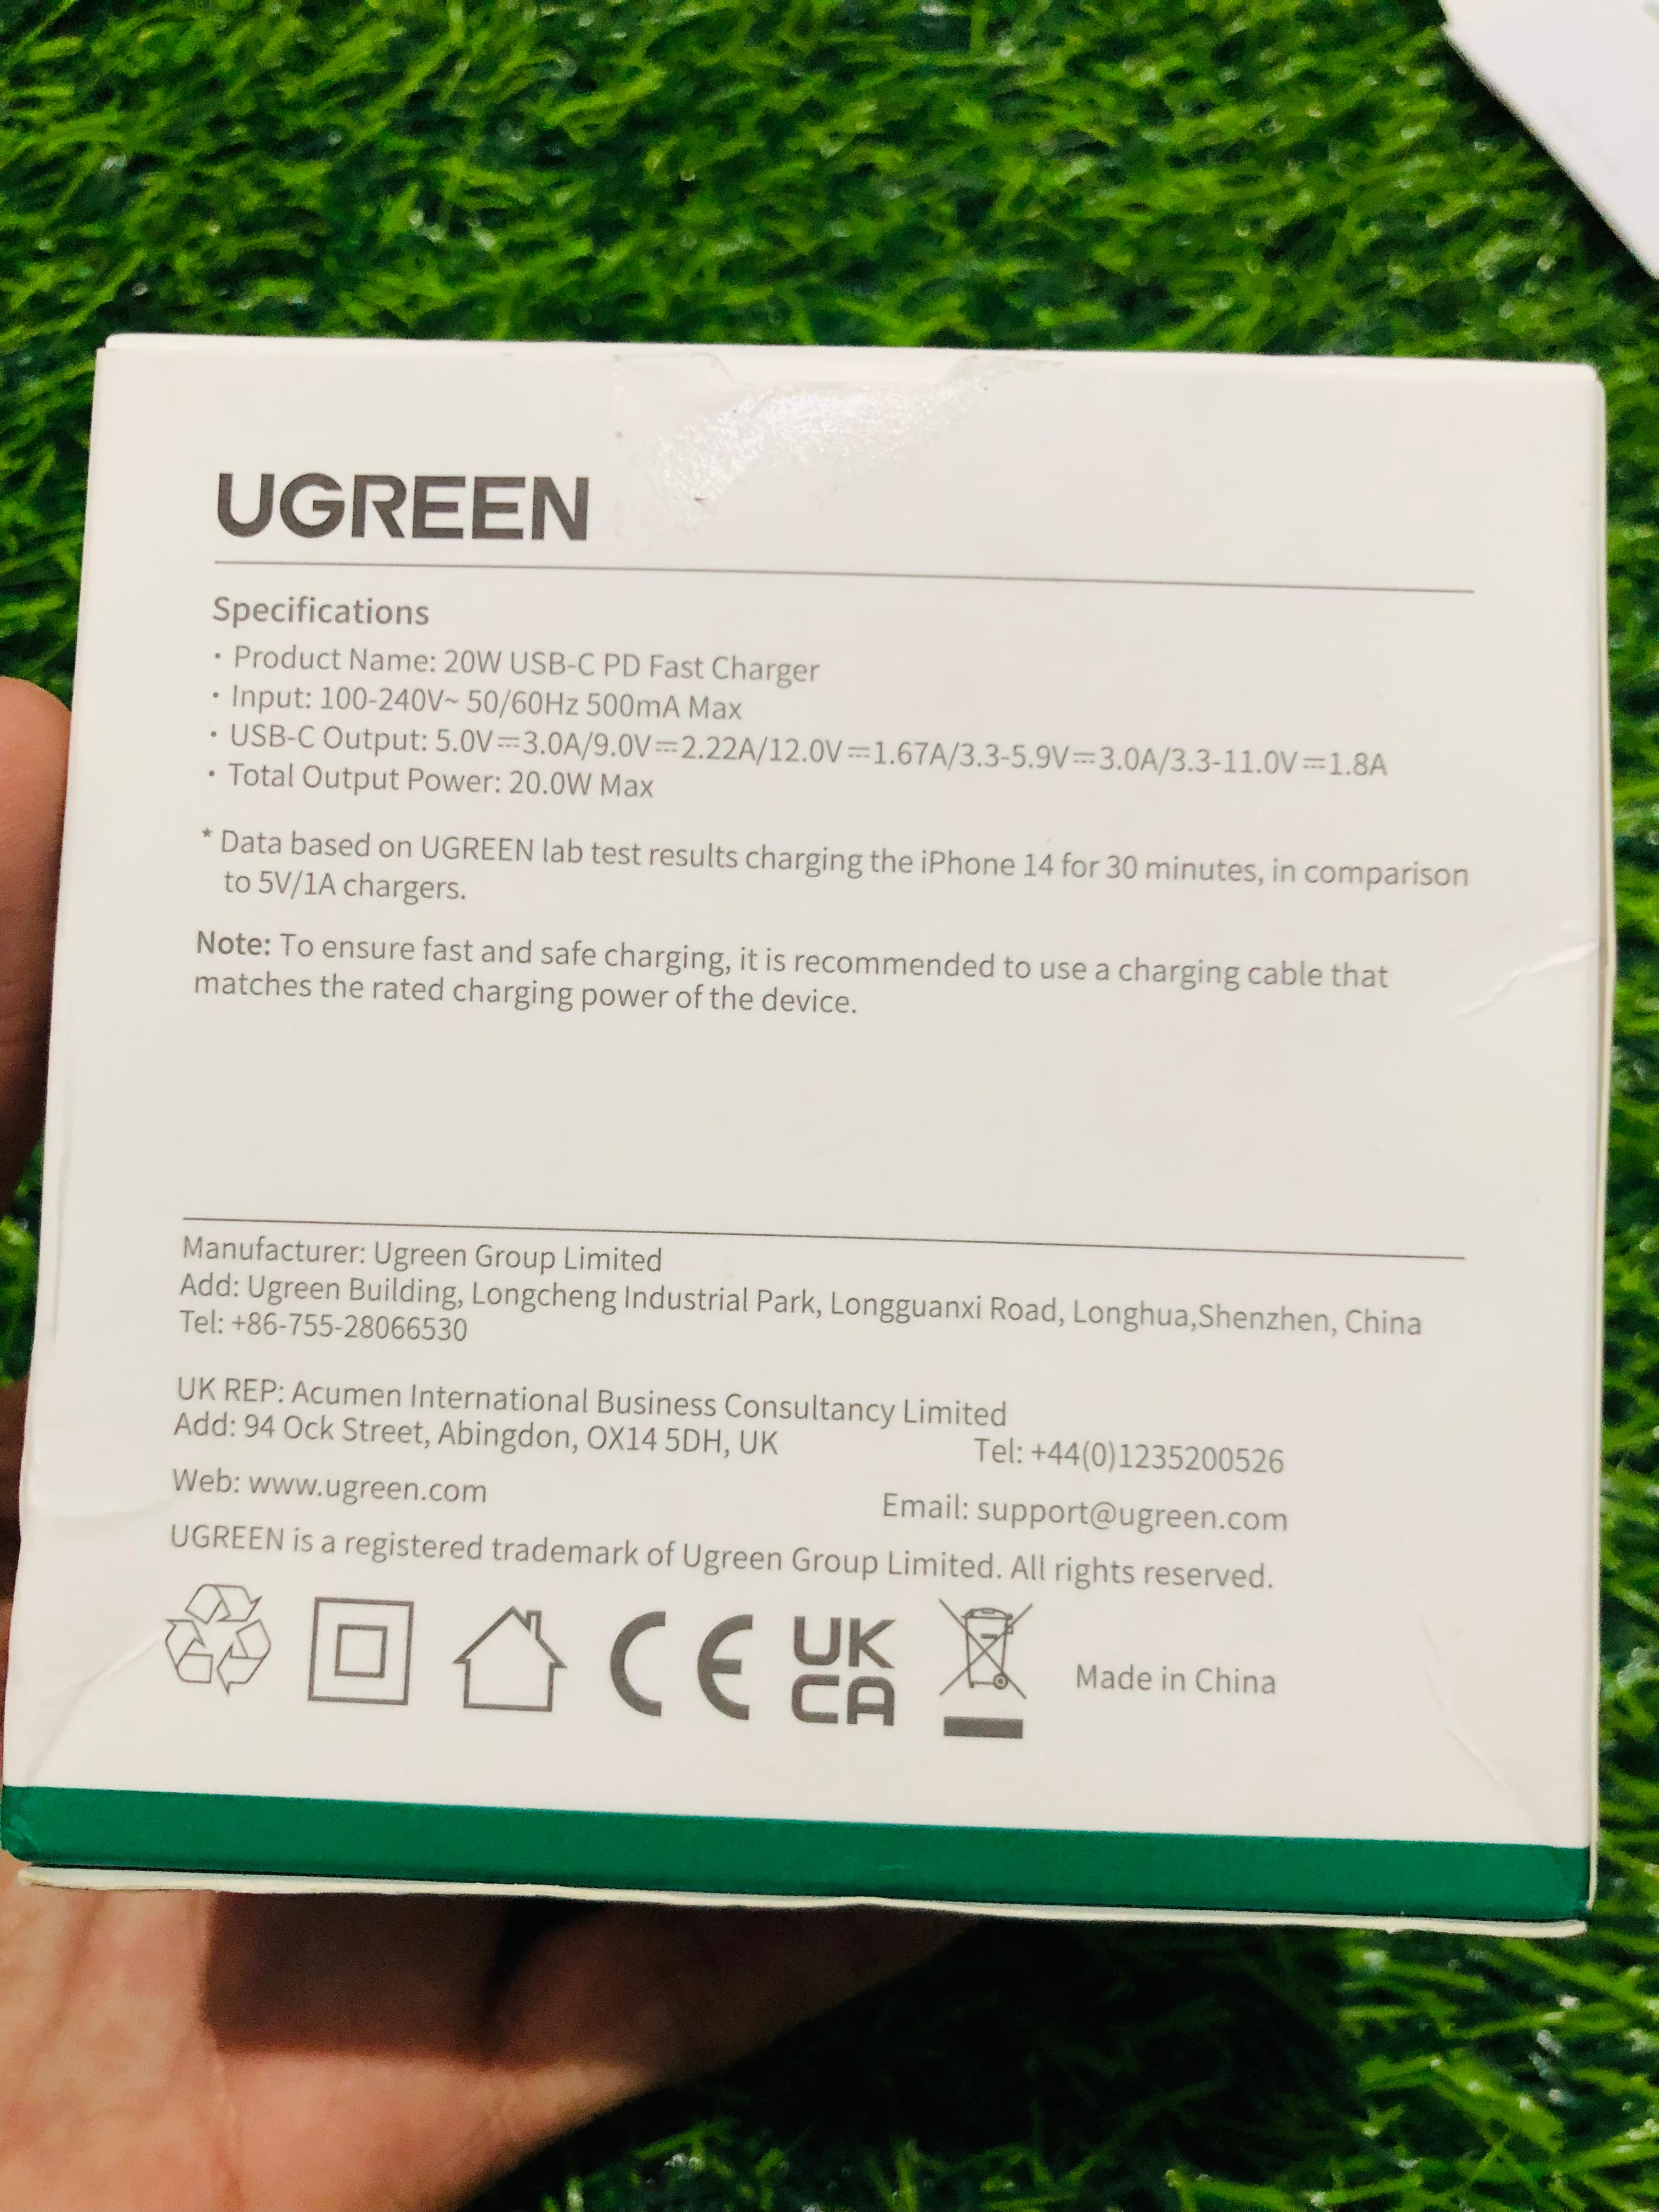 UGREEN
Specifications
· Product Name: 20W USB-C PD Fast Charger
· Input: 100-240V~ 50/60Hz 500mA Max
· USB-C Output: 5.0V⎓3.0A/9.0V⎓2.22A/12.0V⎓1.67A/3.3-5.9V⎓3.0A/3.3-11.0V⎓1.8A
· Total Output Power: 20.0W Max
* Data based on UGREEN lab test results charging the iPhone 14 for 30 minutes, in comparison
to 5V/1A chargers.
Note: To ensure fast and safe charging, it is recommended to use a charging cable that
matches the rated charging power of the device.
Manufacturer: Ugreen Group Limited
Add: Ugreen Building, Longcheng Industrial Park, Longguanxi Road, Longhua,Shenzhen, China
Tel: +86-755-28066530
UK REP: Acumen International Business Consultancy Limited
Add: 94 Ock Street, Abingdon, OX14 5DH, UK Tel: +44(0)1235200526
Web: www.ugreen.com Email: support@ugreen.com
UGREEN is a registered trademark of Ugreen Group Limited. All rights reserved.
CE UK
CA Made in China